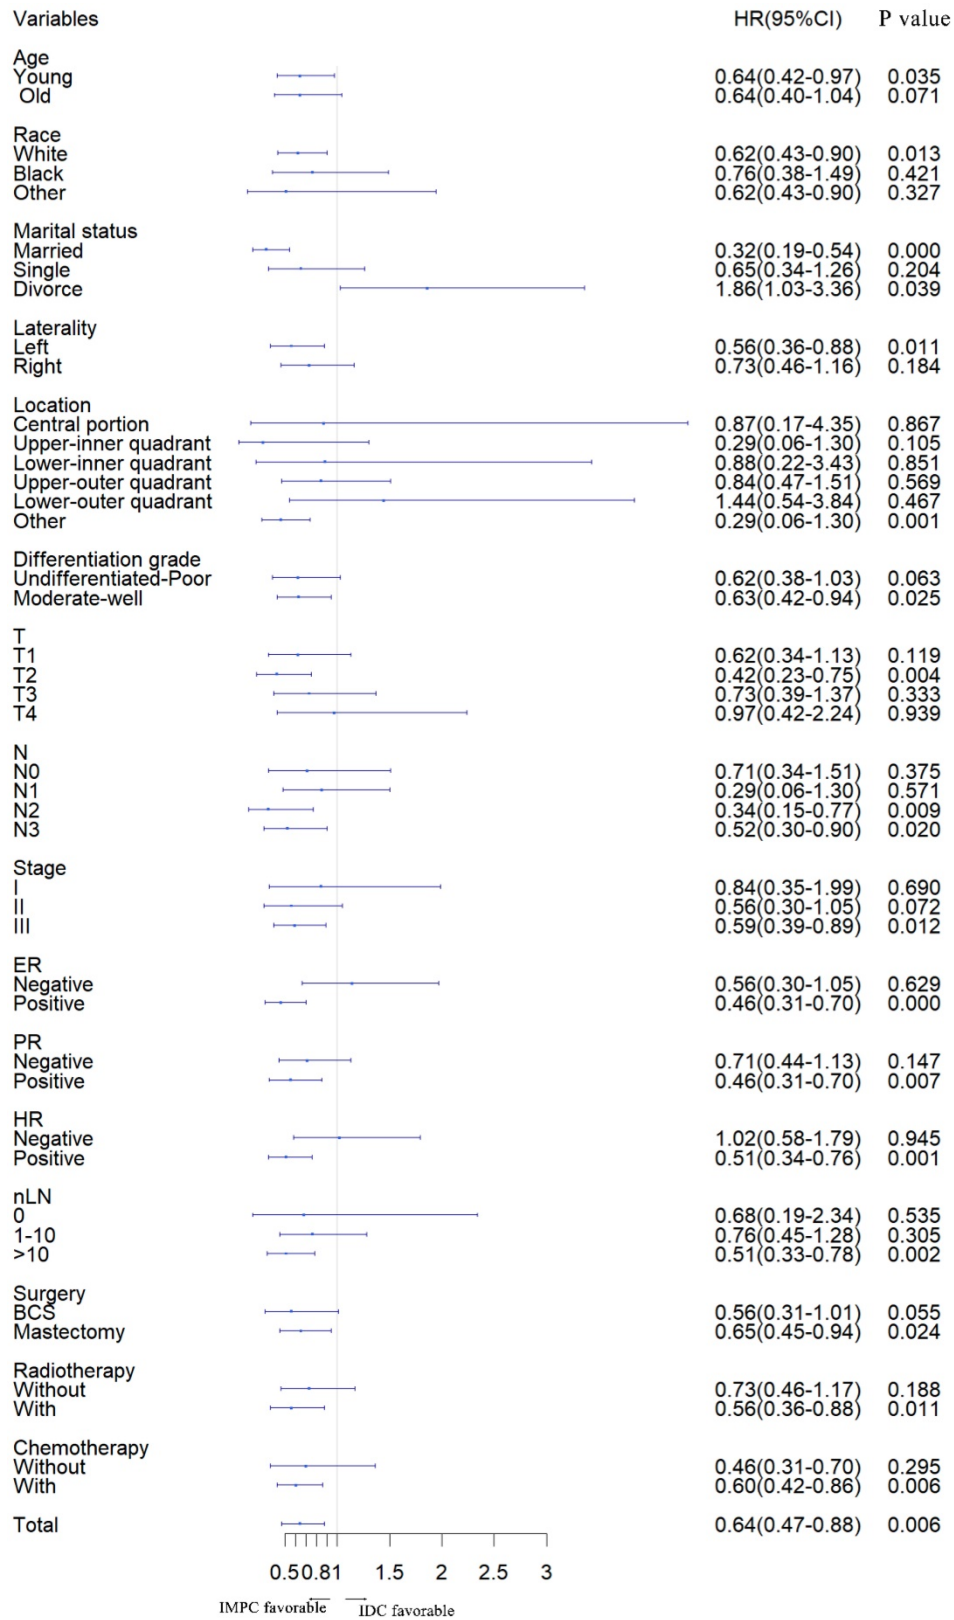 Variables HR(95%CI) P value
Age
Young 0.64(0.42-0.97) 0.035
Old 0.64(0.40-1.04) 0.071
Race
White 0.62(0.43-0.90) 0.013
Black 0.76(0.38-1.49) 0.421
Other 0.62(0.43-0.90) 0.327
Marital status
Married 0.32(0.19-0.54) 0.000
Single 0.65(0.34-1.26) 0.204
Divorce 1.86(1.03-3.36) 0.039
Laterality
Left 0.56(0.36-0.88) 0.011
Right 0.73(0.46-1.16) 0.184
Location
Central portion 0.87(0.17-4.35) 0.867
Upper-inner quadrant 0.29(0.06-1.30) 0.105
Lower-inner quadrant 0.88(0.22-3.43) 0.851
Upper-outer quadrant 0.84(0.47-1.51) 0.569
Lower-outer quadrant 1.44(0.54-3.84) 0.467
Other 0.29(0.06-1.30) 0.001
Differentiation grade
Undifferentiated-Poor 0.62(0.38-1.03) 0.063
Moderate-well 0.63(0.42-0.94) 0.025
T
T1 0.62(0.34-1.13) 0.119
T2 0.42(0.23-0.75) 0.004
T3 0.73(0.39-1.37) 0.333
T4 0.97(0.42-2.24) 0.939
N
N0 0.71(0.34-1.51) 0.375
N1 0.29(0.06-1.30) 0.571
N2 0.34(0.15-0.77) 0.009
N3 0.52(0.30-0.90) 0.020
Stage
I 0.84(0.35-1.99) 0.690
II 0.56(0.30-1.05) 0.072
III 0.59(0.39-0.89) 0.012
ER
Negative 0.56(0.30-1.05) 0.629
Positive 0.46(0.31-0.70) 0.000
PR
Negative 0.71(0.44-1.13) 0.147
Positive 0.46(0.31-0.70) 0.007
HR
Negative 1.02(0.58-1.79) 0.945
Positive 0.51(0.34-0.76) 0.001
nLN
0 0.68(0.19-2.34) 0.535
1-10 0.76(0.45-1.28) 0.305
>10 0.51(0.33-0.78) 0.002
Surgery
BCS 0.56(0.31-1.01) 0.055
Mastectomy 0.65(0.45-0.94) 0.024
Radiotherapy
Without 0.73(0.46-1.17) 0.188
With 0.56(0.36-0.88) 0.011
Chemotherapy
Without 0.46(0.31-0.70) 0.295
With 0.60(0.42-0.86) 0.006
Total 0.64(0.47-0.88) 0.006
0.5 0.8 1 1.5 2 2.5 3
IMPC favorable IDC favorable